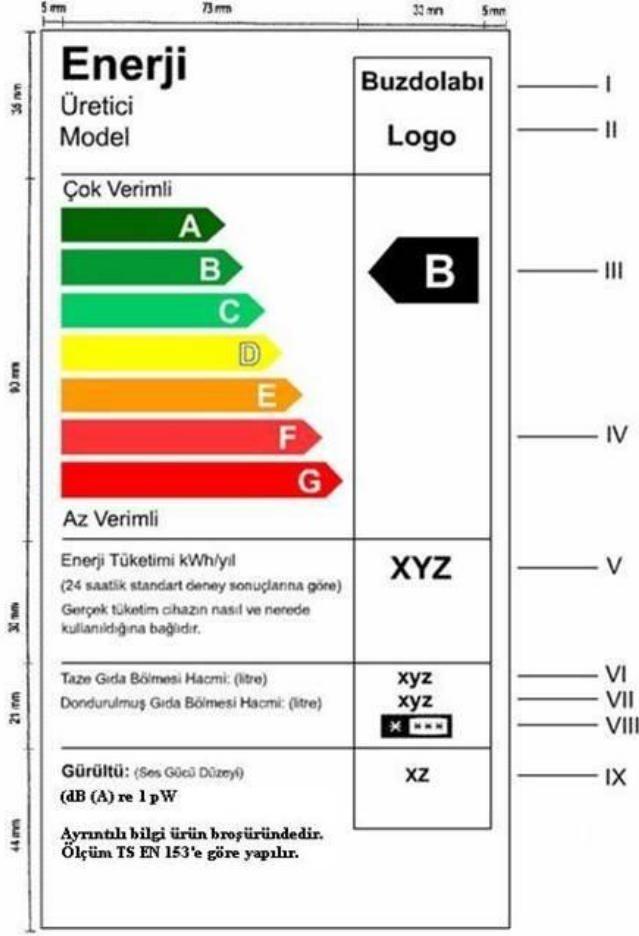 5 mm 73 mm 33 mm 5 mm
Enerji
Üretici
Model
Buzdolabı
Logo
I
II
36 mm
Çok Verimli
A
B
C
D
E
F
G
Az Verimli
B
III
IV
90 mm
Enerji Tüketimi kWh/yıl
(24 saatlik standart deney sonuçlarına göre)
Gerçek tüketim cihazın nasıl ve nerede
kullanıldığına bağlıdır.
XYZ
V
30 mm
Taze Gıda Bölmesi Hacmi: (litre) xyz VI
Dondurulmuş Gıda Bölmesi Hacmi: (litre) xyz VII
* *** VIII
21 mm
Gürültü: (Ses Gücü Düzeyi) xz IX
(dB (A) re 1 pW
Ayrıntılı bilgi ürün broşüründedir.
Ölçüm TS EN 153'e göre yapılır.
44 mm